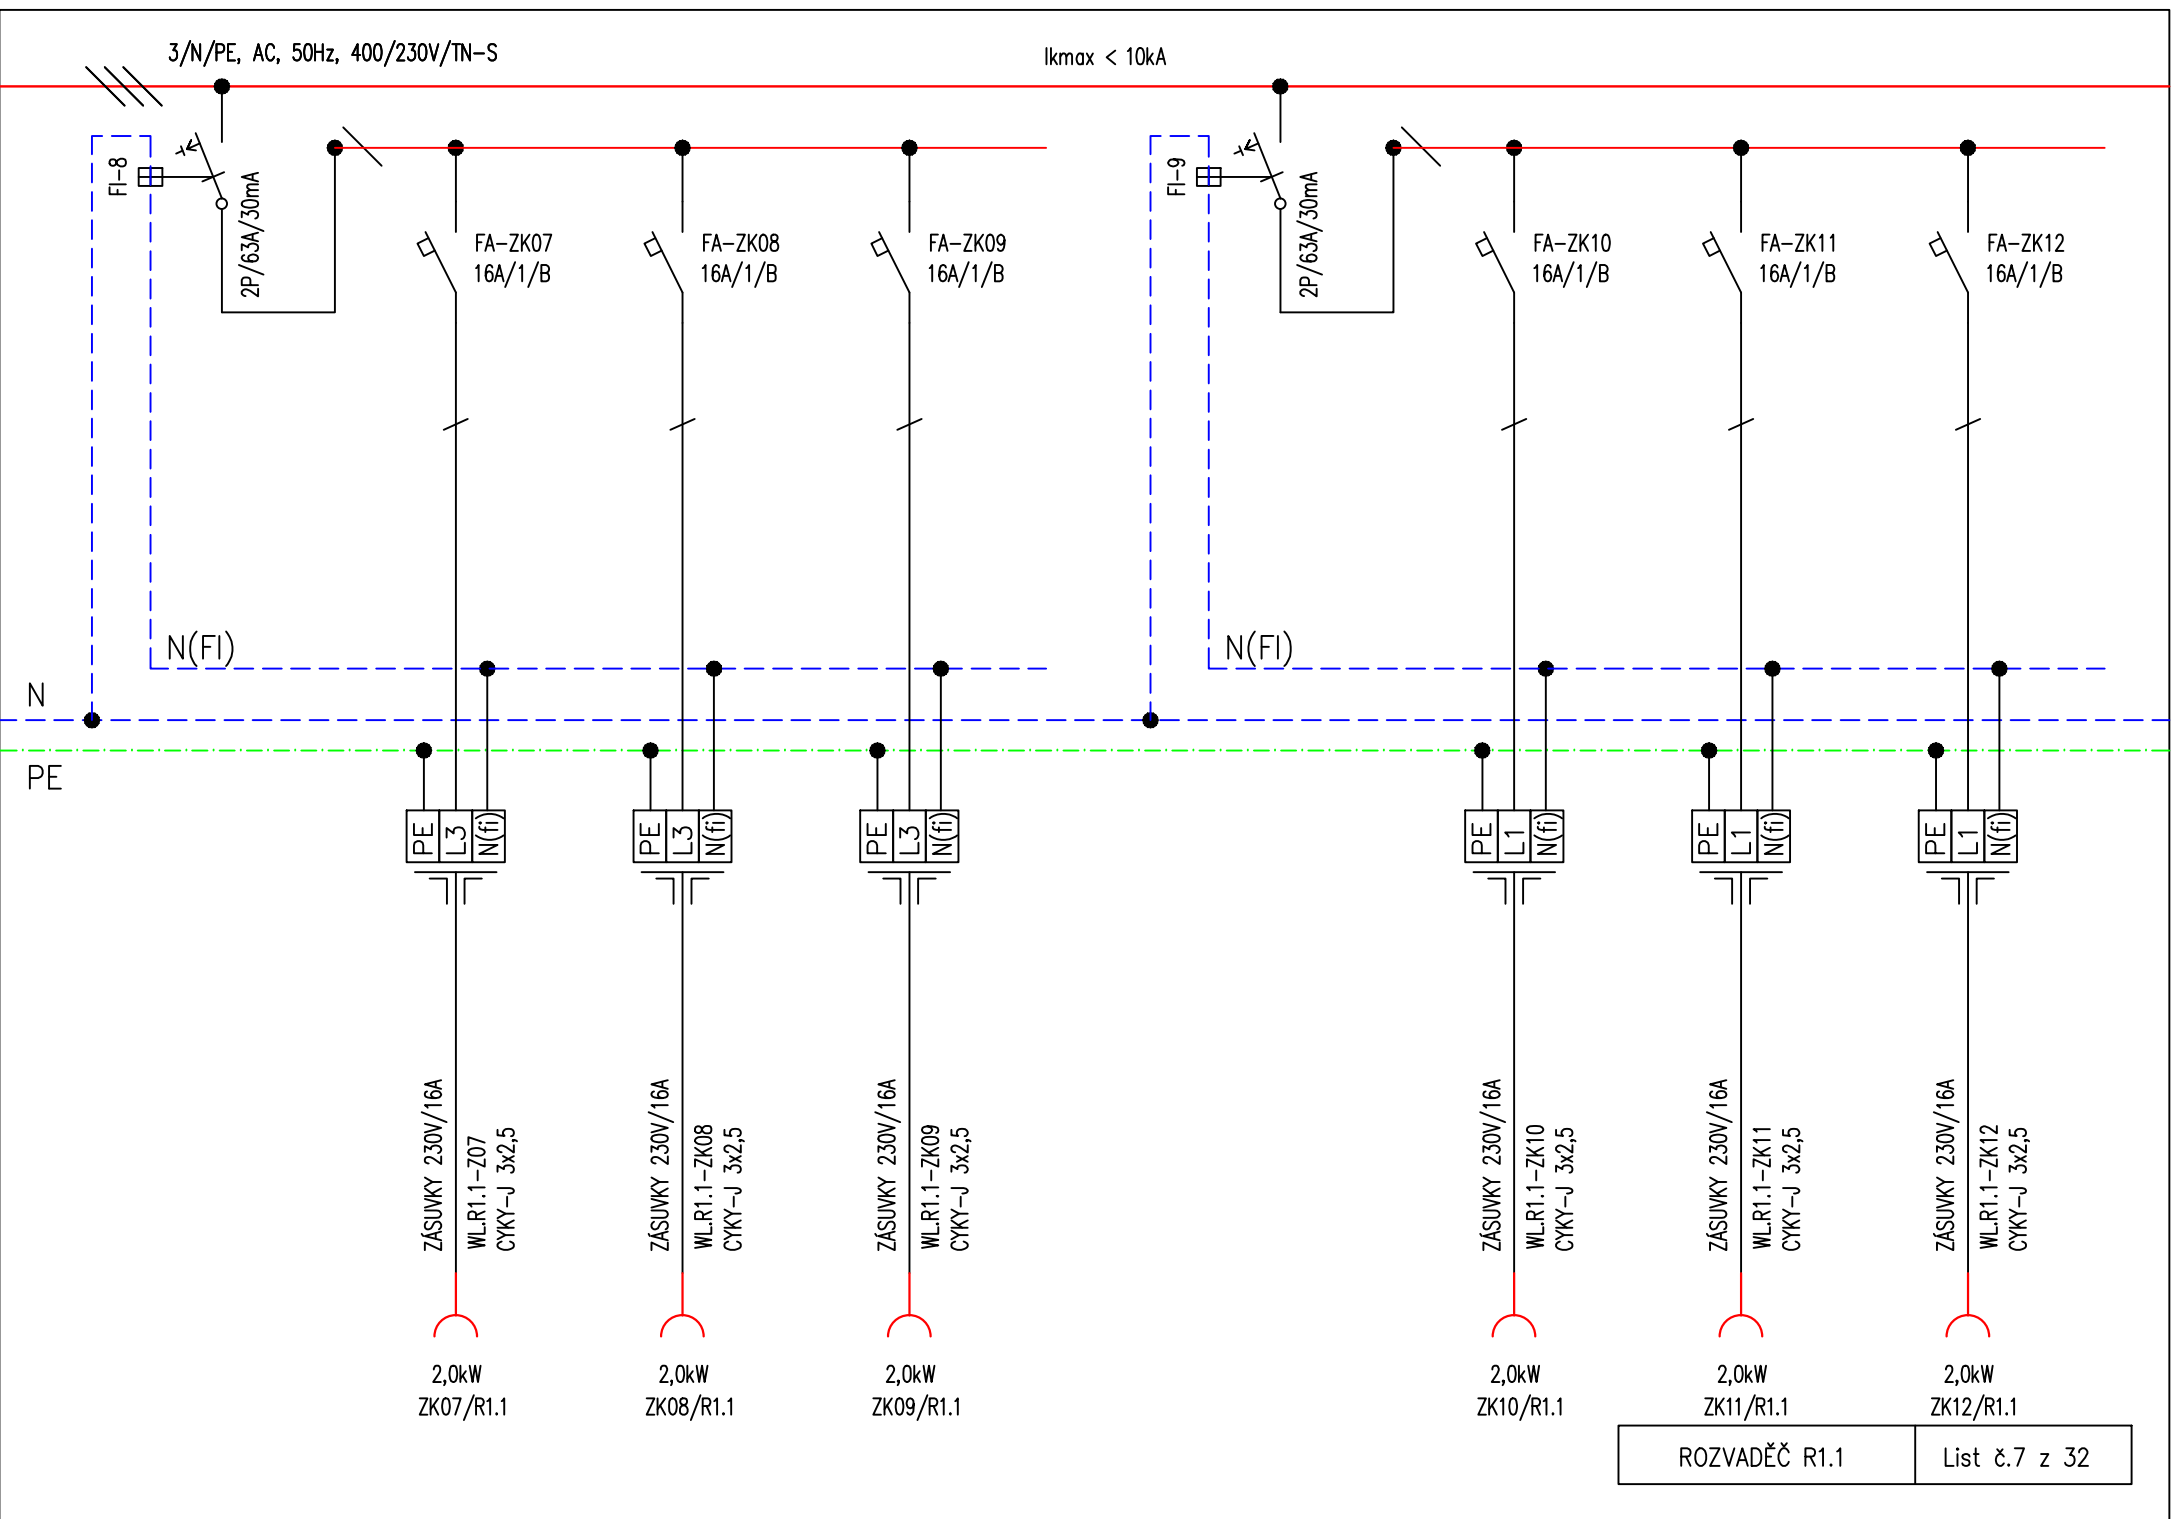 3/N/PE, AC, 50Hz, 400/230V/TN-S
Ikmax < 10kA
FI-8
2P/63A/30mA
FA-ZK07
16A/1/B
FA-ZK08
16A/1/B
FA-ZK09
16A/1/B
FI-9
2P/63A/30mA
FA-ZK10
16A/1/B
FA-ZK11
16A/1/B
FA-ZK12
16A/1/B
N(FI)
N(FI)
N
PE
PE L3 N(fi)
PE L3 N(fi)
PE L3 N(fi)
PE L1 N(fi)
PE L1 N(fi)
PE L1 N(fi)
ZÁSUVKY 230V/16A
WL.R1.1-Z07
CYKY-J 3x2,5
ZÁSUVKY 230V/16A
WL.R1.1-ZK08
CYKY-J 3x2,5
ZÁSUVKY 230V/16A
WL.R1.1-ZK09
CYKY-J 3x2,5
ZÁSUVKY 230V/16A
WL.R1.1-ZK10
CYKY-J 3x2,5
ZÁSUVKY 230V/16A
WL.R1.1-ZK11
CYKY-J 3x2,5
ZÁSUVKY 230V/16A
WL.R1.1-ZK12
CYKY-J 3x2,5
2,0kW
ZK07/R1.1
2,0kW
ZK08/R1.1
2,0kW
ZK09/R1.1
2,0kW
ZK10/R1.1
2,0kW
ZK11/R1.1
2,0kW
ZK12/R1.1
ROZVADĚČ R1.1
List č.7 z 32